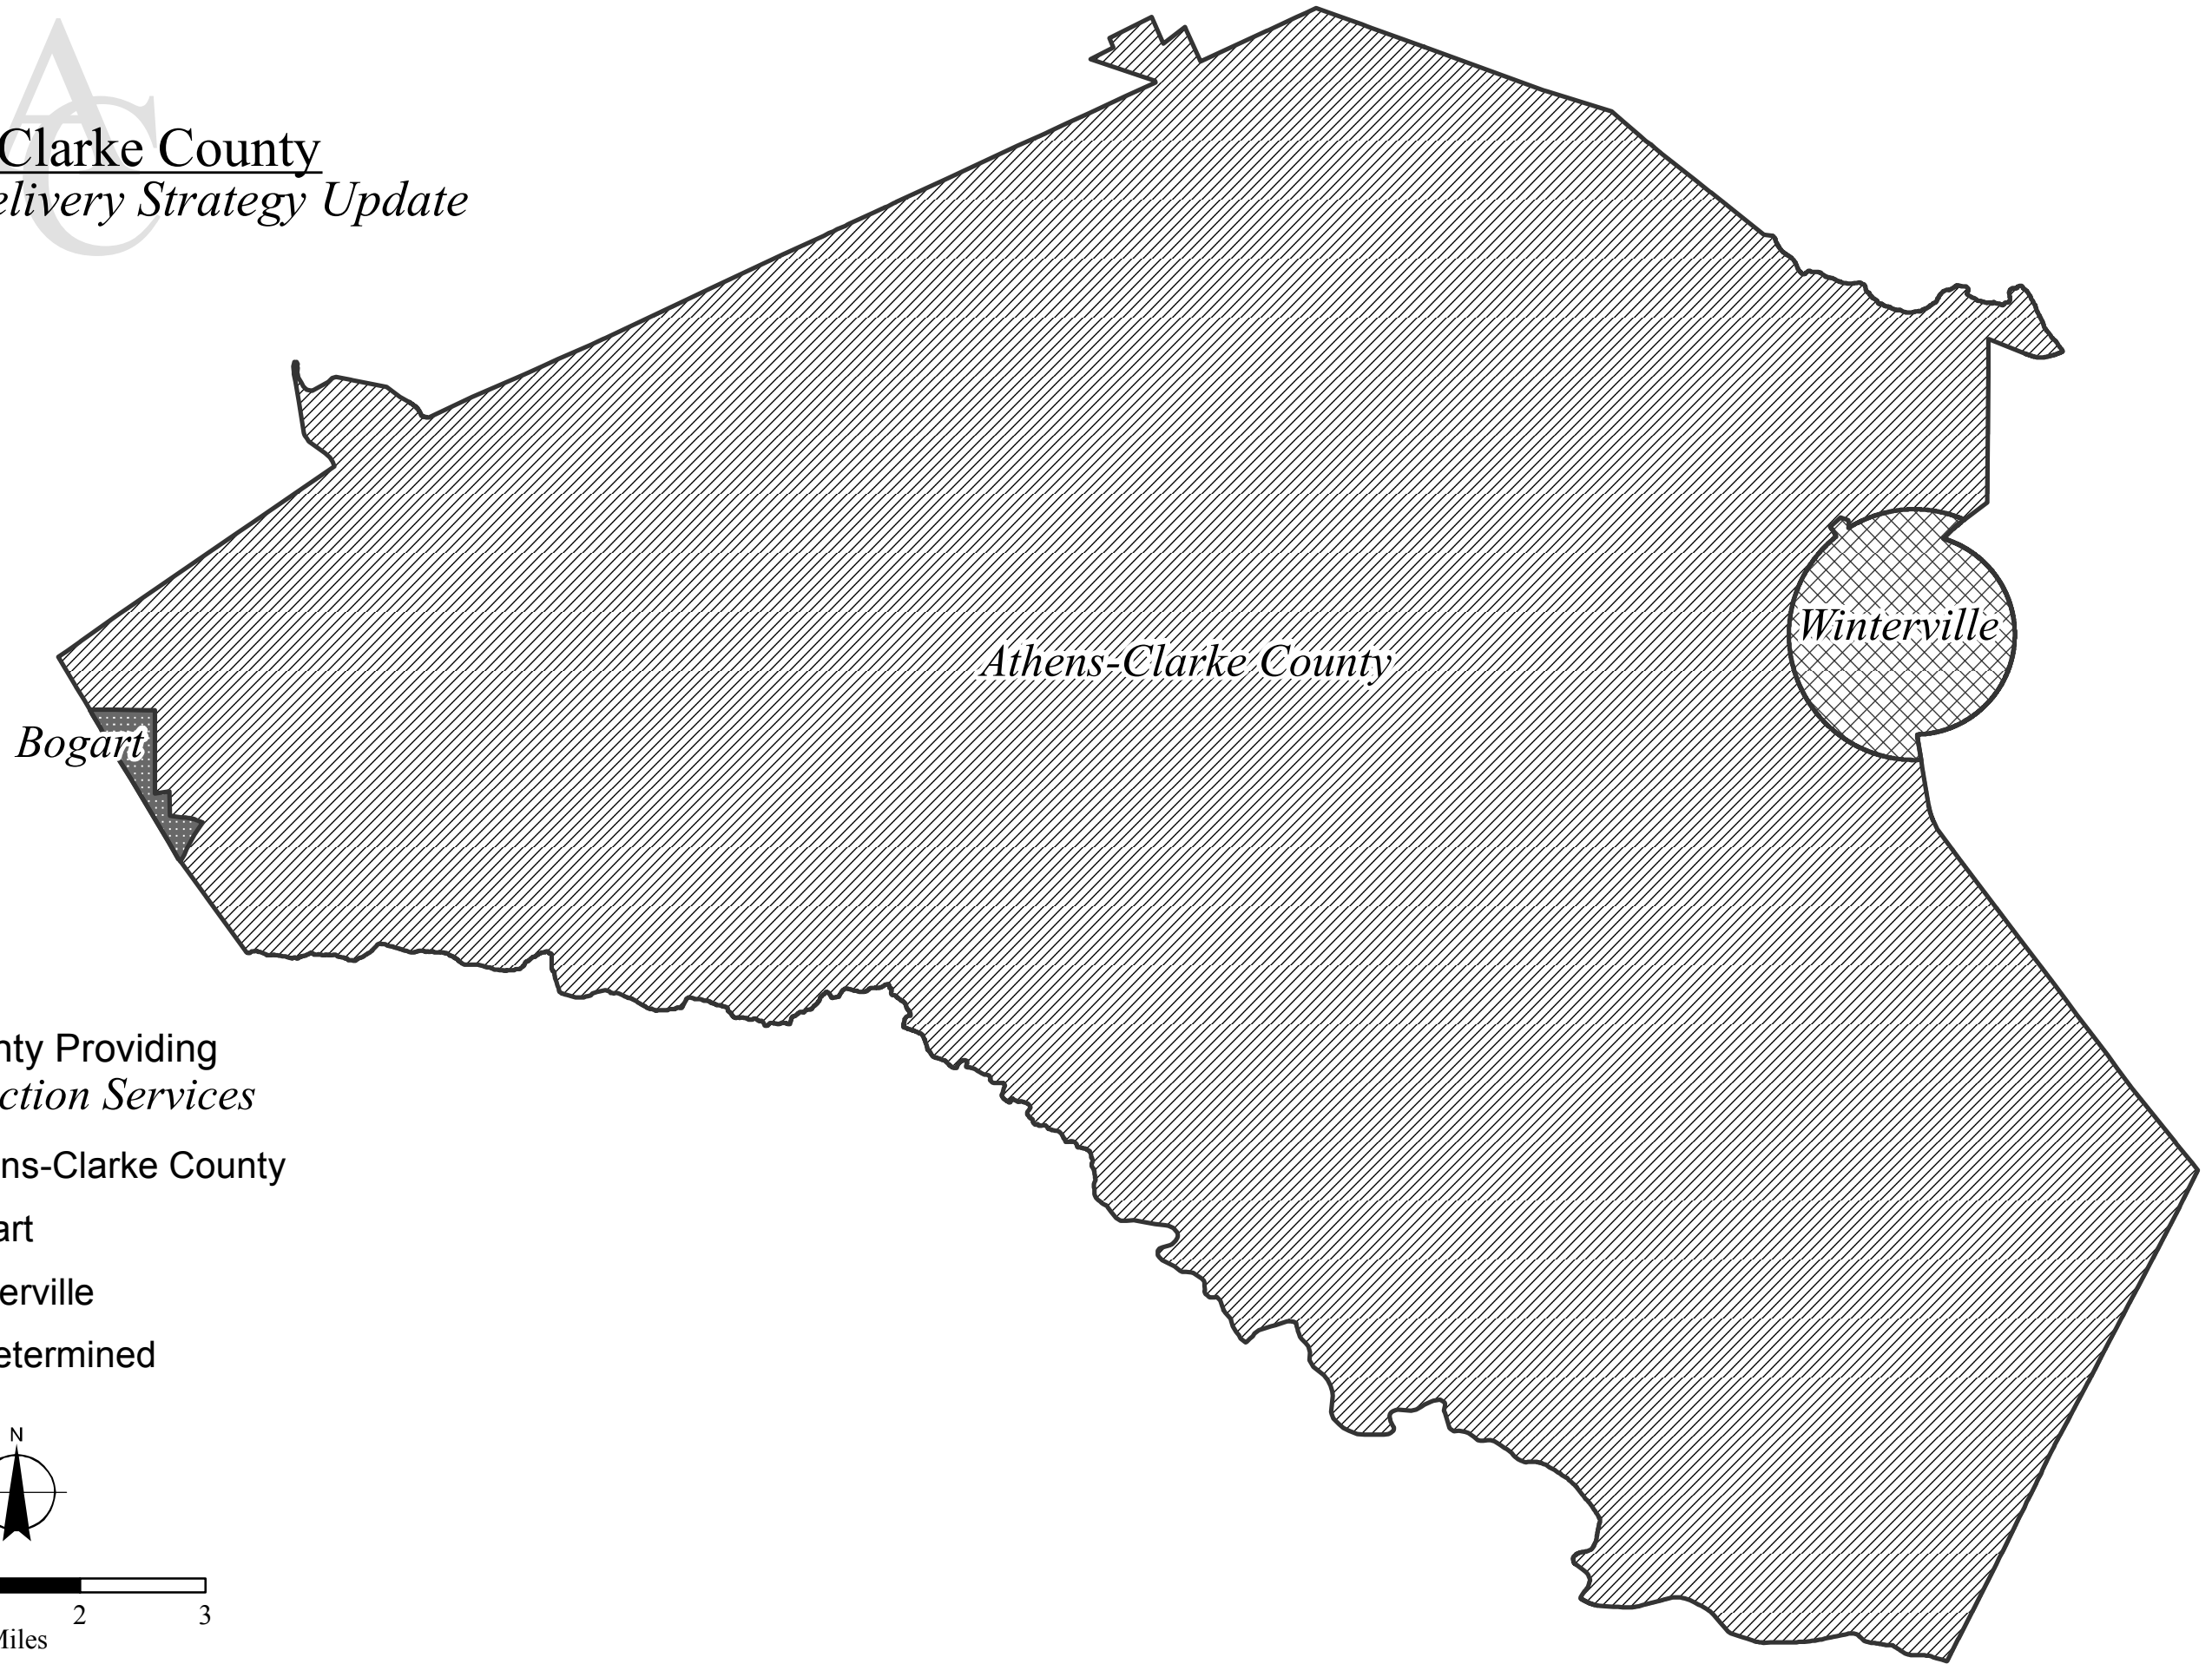 AC
Clarke County
elivery Strategy Update
Athens-Clarke County
Winterville
Bogart
nty Providing
ction Services
ns-Clarke County
art
erville
etermined
N
2 3
Miles